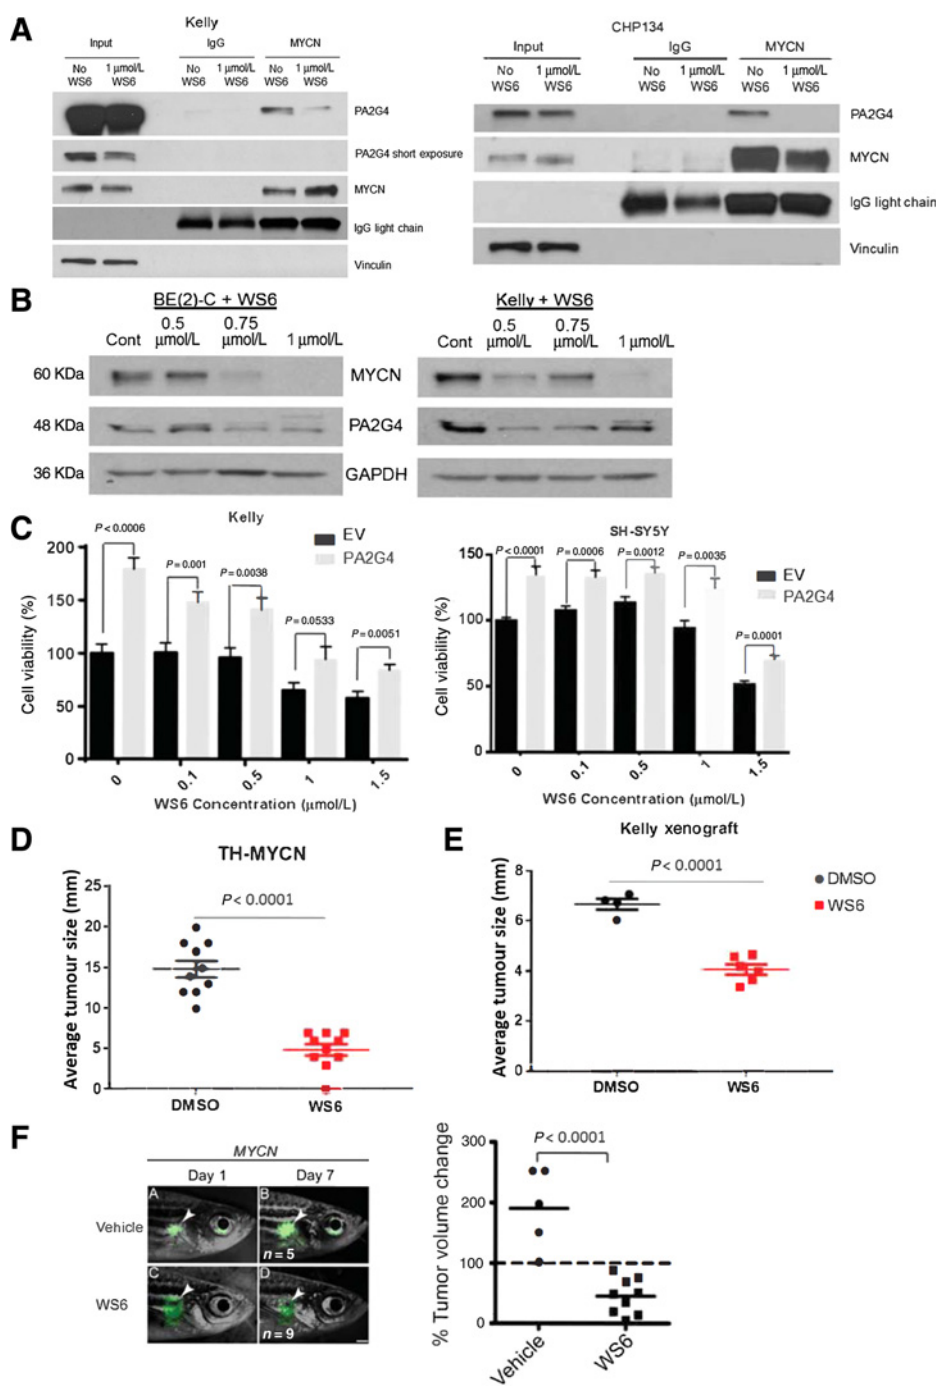 A
Kelly
Input
IgG
MYCN
No WS6
1 μmol/L WS6
No WS6
1 μmol/L WS6
No WS6
1 μmol/L WS6
PA2G4
PA2G4 short exposure
MYCN
IgG light chain
Vinculin
CHP134
Input
IgG
MYCN
No WS6
1 μmol/L WS6
No WS6
1 μmol/L WS6
No WS6
1 μmol/L WS6
PA2G4
MYCN
IgG light chain
Vinculin
B
BE(2)-C + WS6
Cont
0.5 μmol/L
0.75 μmol/L
1 μmol/L
Kelly + WS6
Cont
0.5 μmol/L
0.75 μmol/L
1 μmol/L
60 KDa
MYCN
48 KDa
PA2G4
36 KDa
GAPDH
C
Kelly
EV
PA2G4
P < 0.0006
P = 0.001
P = 0.0038
P = 0.0533
P = 0.0051
Cell viability (%)
200
150
100
50
0
0
0.1
0.5
1
1.5
WS6 Concentration (μmol/L)
SH-SY5Y
EV
PA2G4
P < 0.0001
P = 0.0006
P = 0.0012
P = 0.0035
P = 0.0001
Cell viability (%)
150
100
50
0
0
0.1
0.5
1
1.5
WS6 Concentration (μmol/L)
D
TH-MYCN
P < 0.0001
Average tumour size (mm)
25
20
15
10
5
0
DMSO
WS6
E
Kelly xenograft
P < 0.0001
DMSO
WS6
Average tumour size (mm)
8
6
4
2
0
DMSO
WS6
F
MYCN
Day 1
Day 7
Vehicle
A
B
n = 5
WS6
C
D
n = 9
P < 0.0001
% Tumor volume change
300
200
100
0
Vehicle
WS6